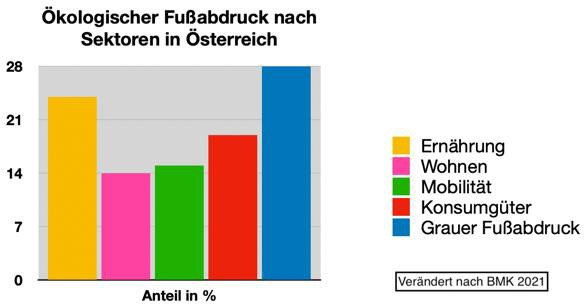 Ökologischer Fußabdruck nach
Sektoren in Österreich
28
21
14
7
0
Anteil in %
Ernährung
Wohnen
Mobilität
Konsumgüter
Grauer Fußabdruck
Verändert nach BMK 2021